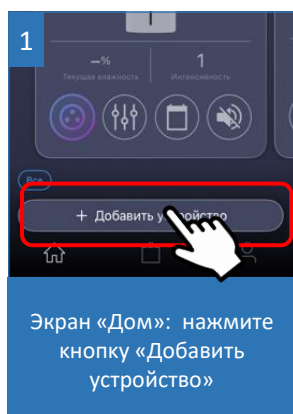 1
–% 1
Текущая влажность Интенсивность
Все
+ Добавить устройство
Экран «Дом»: нажмите
кнопку «Добавить
устройство»